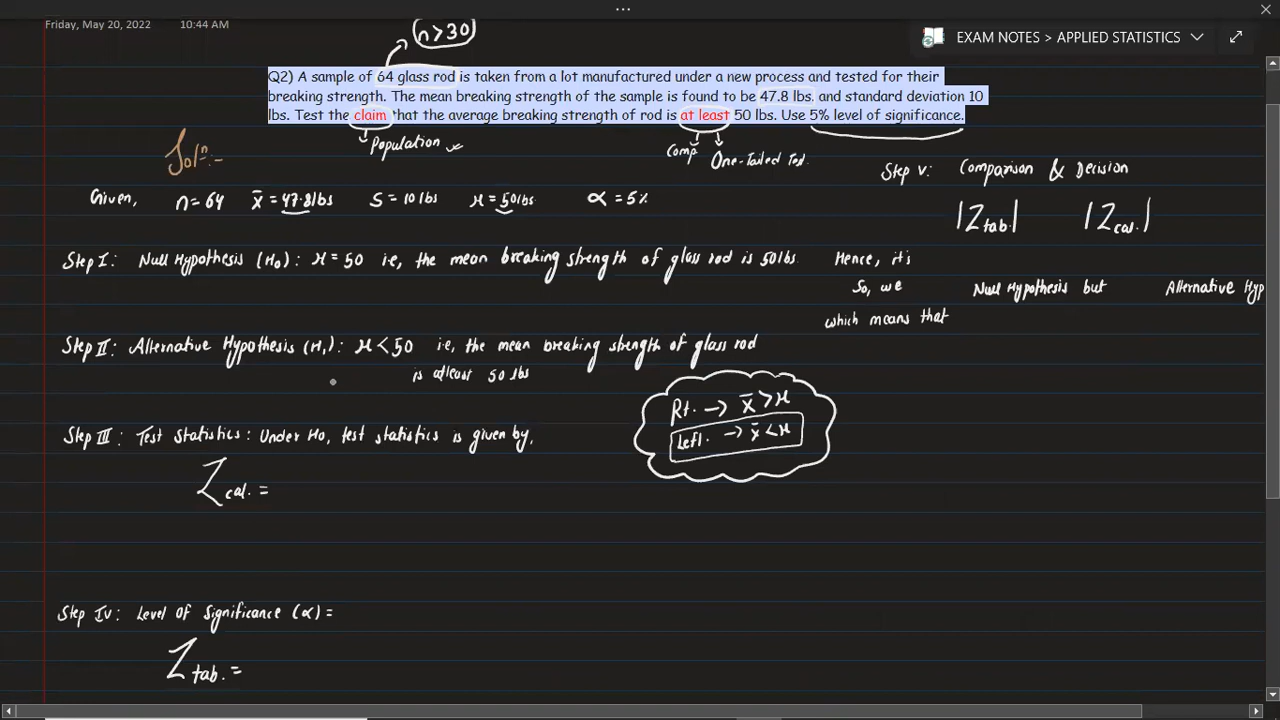 Friday, May 20, 2022 10:44 AM
EXAM NOTES > APPLIED STATISTICS
n>30
Q2) A sample of 64 glass rod is taken from a lot manufactured under a new process and tested for their
breaking strength. The mean breaking strength of the sample is found to be 47.8 lbs. and standard deviation 10
lbs. Test the claim that the average breaking strength of rod is at least 50 lbs. Use 5% level of significance.
Population
Comp One-Tailed Test.
Solⁿ:-
Given, n=64 x̄=47.8lbs S=10lbs μ=50lbs α=5%
Step I: Null Hypothesis (H₀): μ=50 i.e, the mean breaking strength of glass rod is 50lbs.
Step II: Alternative Hypothesis (H₁): μ<50 i.e, the mean breaking strength of glass rod
is atleast 50 lbs
Rt. → x̄>μ
Left. → x̄<μ
Step III: Test Statistics: Under H₀, test statistics is given by,
Zcal. =
Step IV: Level Of Significance (α)=
Ztab. =
Step V: Comparison & Decision
|Ztab.| |Zcal.|
Hence, it's
So, we Null Hypothesis but Alternative Hyp
which means that